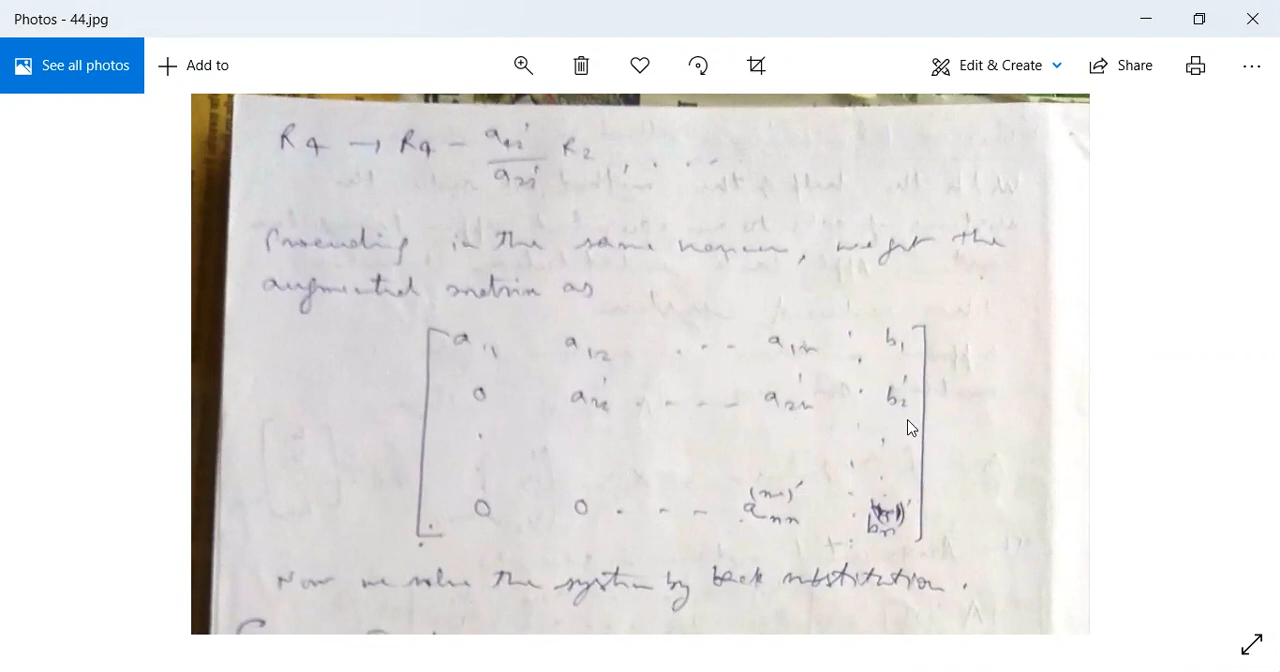 Photos - 44.jpg
See all photos
Add to
Edit & Create
Share
R4 → R4 - a42' / a22' R2 , . . .
Proceeding in the same manner, we get the
augmented matrix as
a11 a12 . . . a1n : b1
0 a22' . . . . a2n' : b2'
0 0 . - - - ann(n-1)' : bn(n-1)'
Now we solve the system by back substitution.